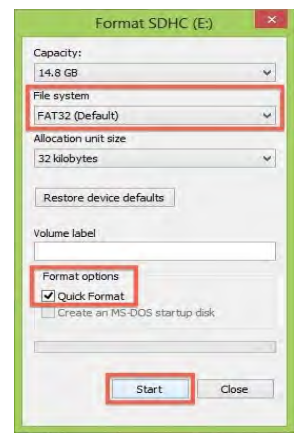 Format SDHC (E:)
Capacity:
14.8 GB
File system
FAT32 (Default)
Allocation unit size
32 kilobytes
Restore device defaults
Volume label
Format options
Quick Format
Create an MS-DOS startup disk
Start
Close